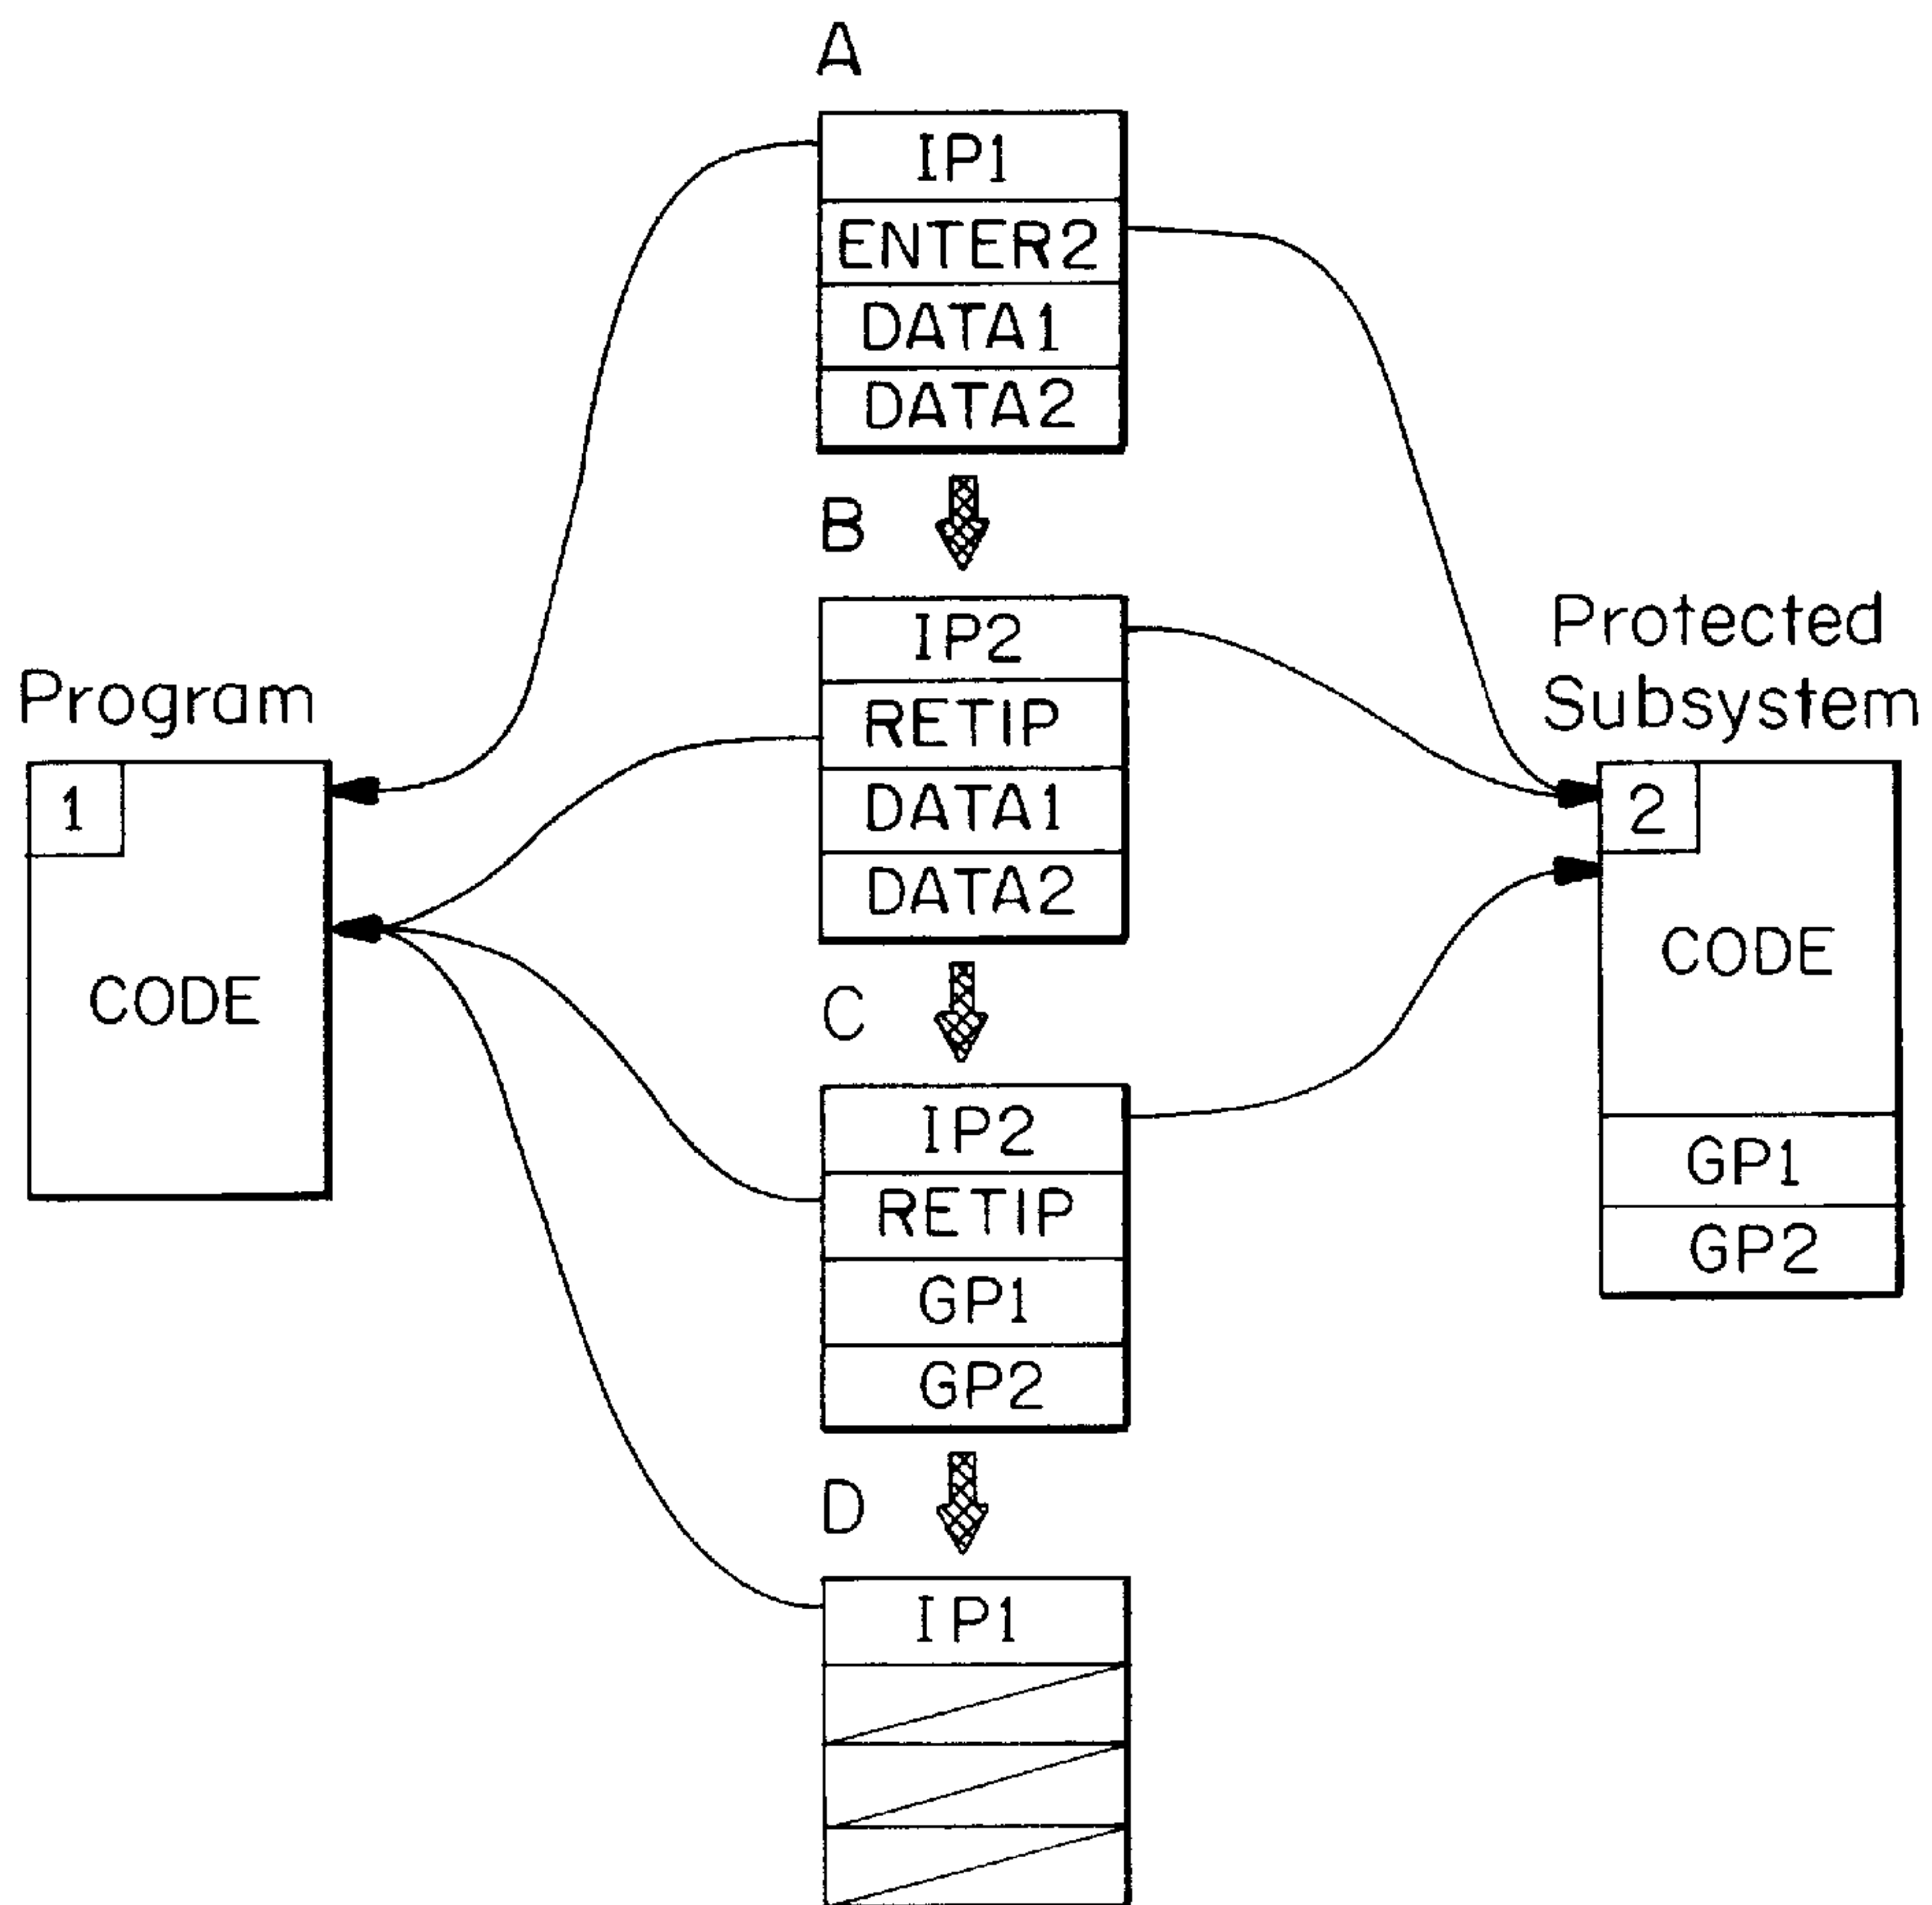 A
IP1
ENTER2
DATA1
DATA2
B
IP2
RETIP
DATA1
DATA2
Program
1
CODE
Protected
Subsystem
2
CODE
GP1
GP2
C
IP2
RETIP
GP1
GP2
D
IP1